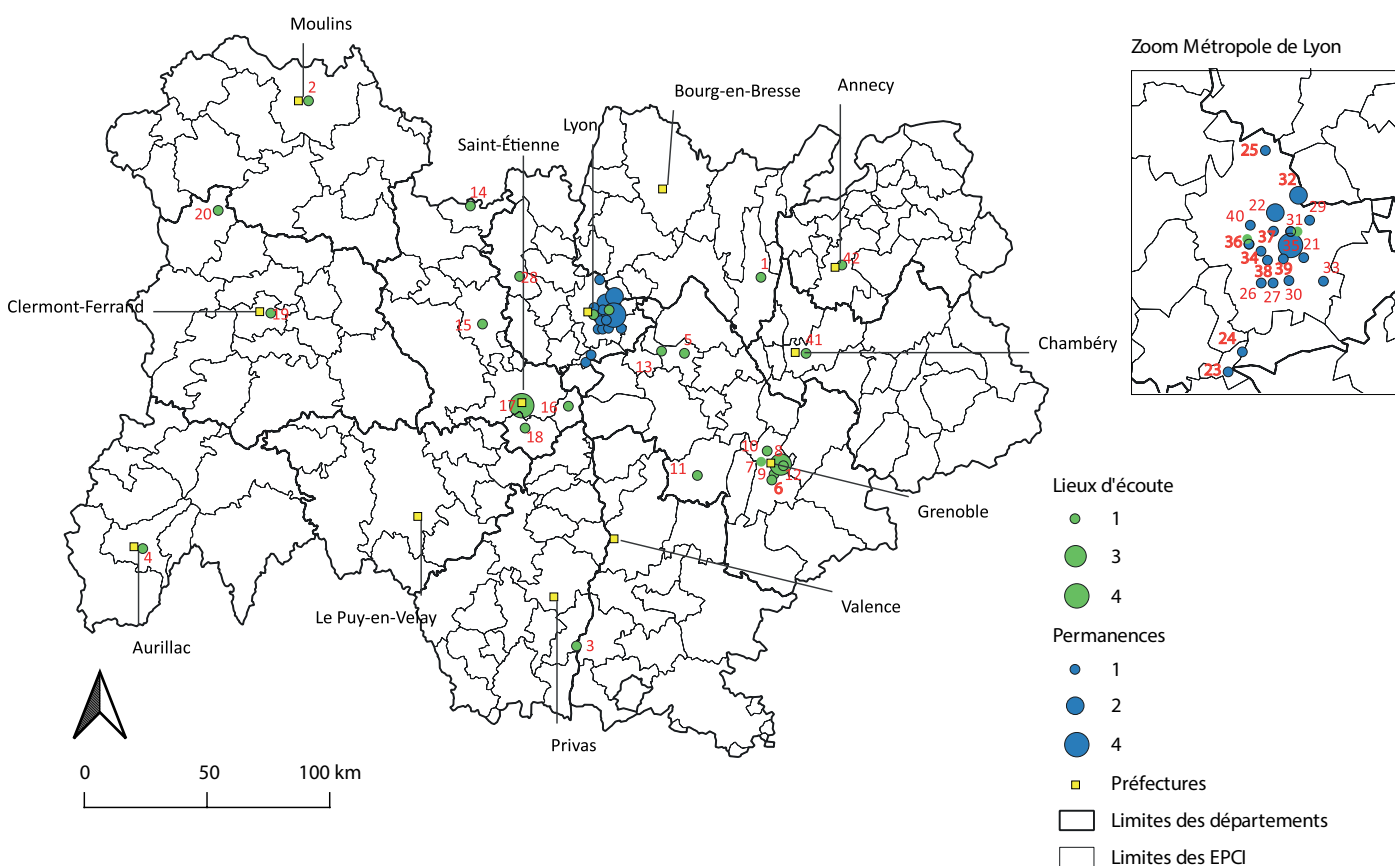 Moulins
2
Bourg-en-Bresse
Annecy
Lyon
Saint-Étienne
14
20
28
1
42
Clermont-Ferrand
19
15
5
13
41
Chambéry
17
16
18
10
8
7
9
12
6
11
Grenoble
4
Le Puy-en-Velay
Valence
Aurillac
3
Privas
0
50
100 km
Zoom Métropole de Lyon
25
32
22
29
40
31
37
36
35
21
34
38
39
33
26
27
30
24
23
Lieux d'écoute
1
3
4
Permanences
1
2
4
Préfectures
Limites des départements
Limites des EPCI